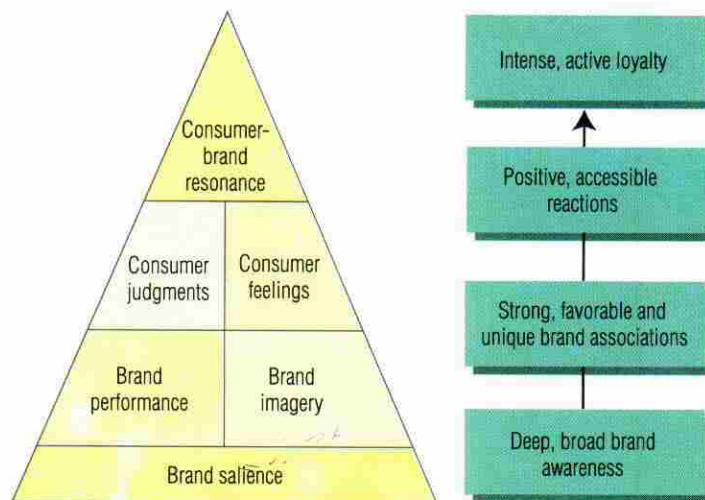 Consumer–
brand
resonance
Consumer
judgments
Consumer
feelings
Brand
performance
Brand
imagery
Brand salience
Intense, active loyalty
Positive, accessible
reactions
Strong, favorable and
unique brand associations
Deep, broad brand
awareness